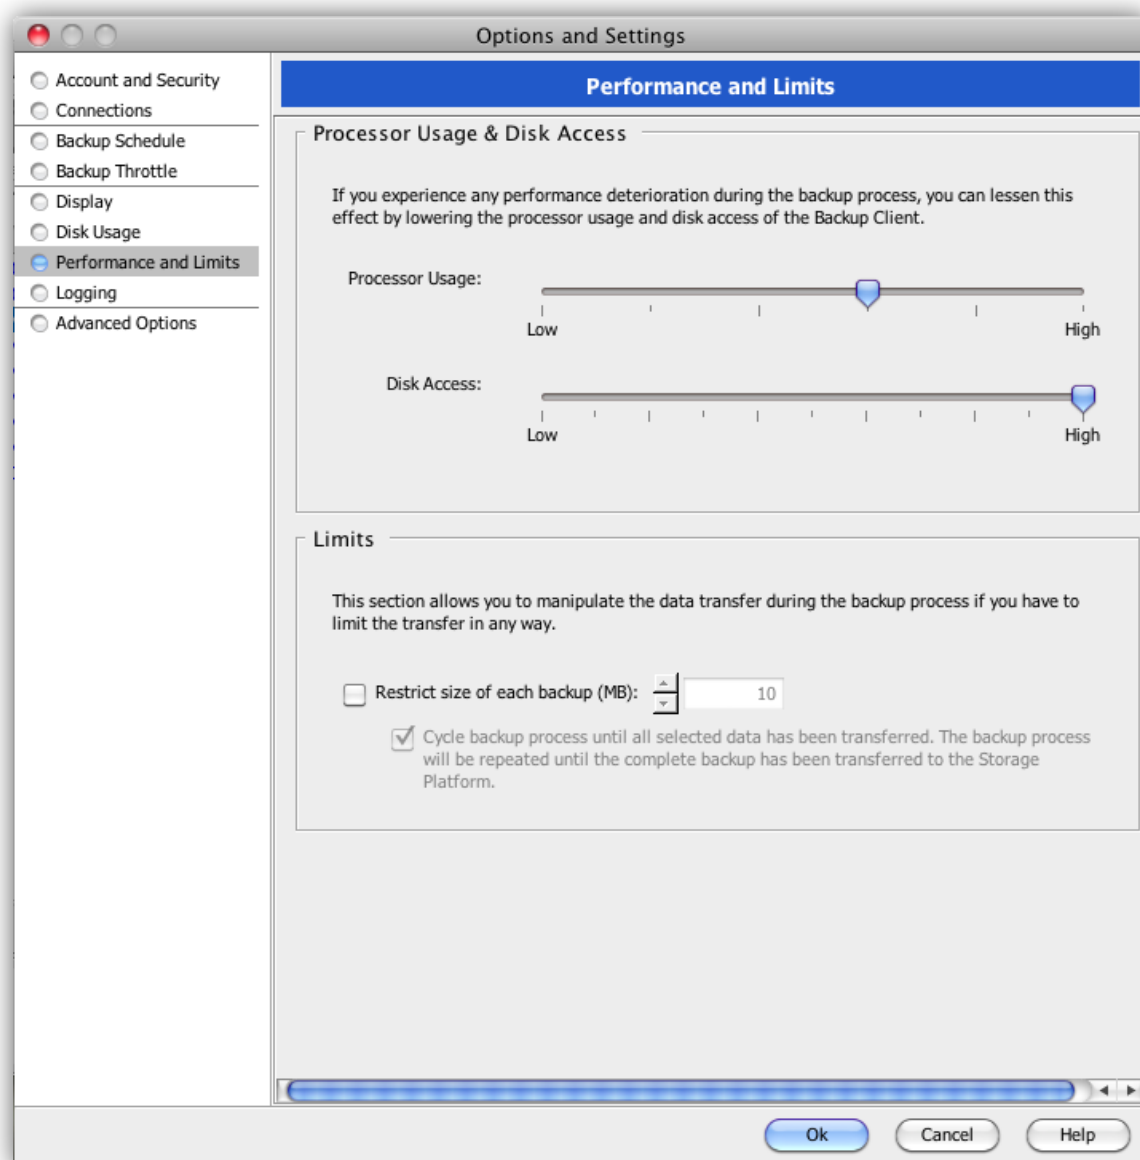 Options and Settings
Account and Security
Connections
Backup Schedule
Backup Throttle
Display
Disk Usage
Performance and Limits
Logging
Advanced Options
Performance and Limits
Processor Usage & Disk Access
If you experience any performance deterioration during the backup process, you can lessen this
effect by lowering the processor usage and disk access of the Backup Client.
Processor Usage:
Low High
Disk Access:
Low High
Limits
This section allows you to manipulate the data transfer during the backup process if you have to
limit the transfer in any way.
Restrict size of each backup (MB): 10
Cycle backup process until all selected data has been transferred. The backup process
will be repeated until the complete backup has been transferred to the Storage
Platform.
Ok Cancel Help